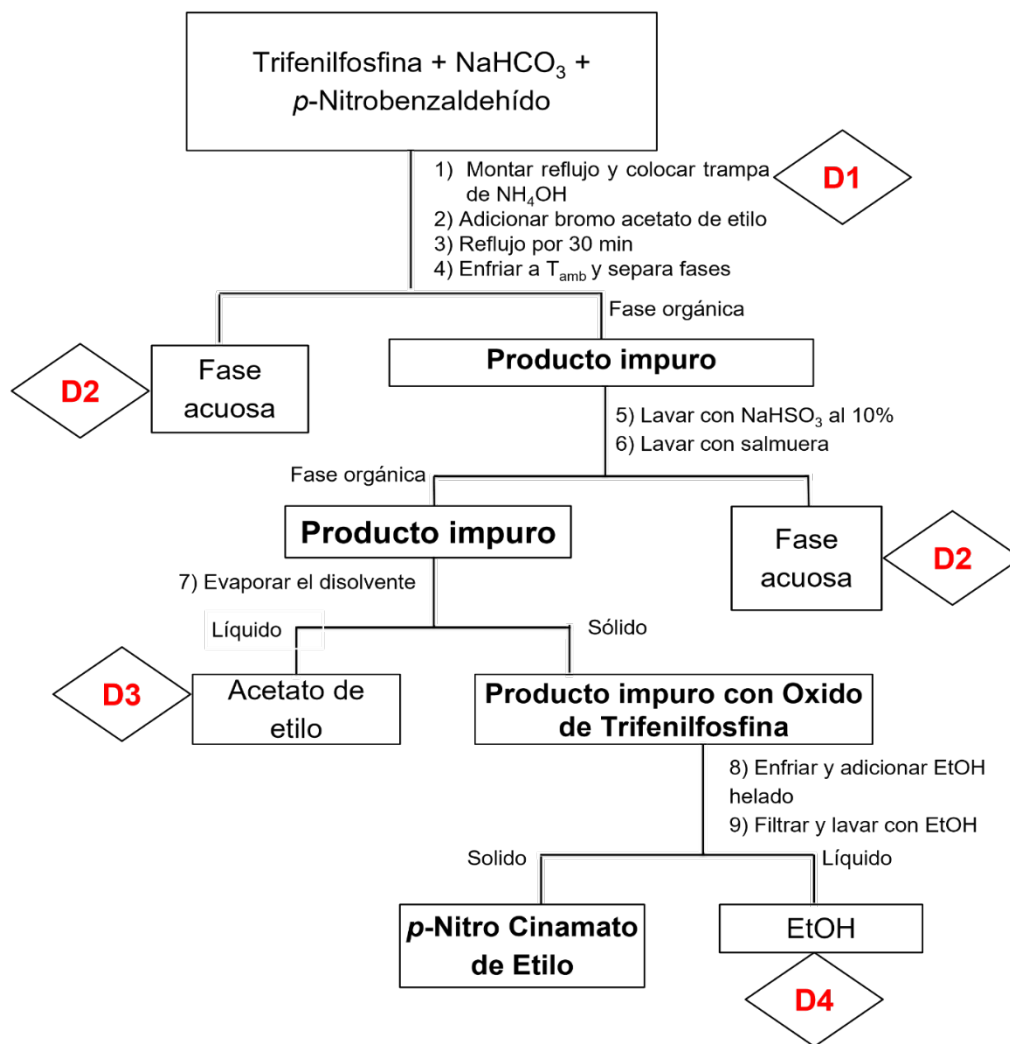 Trifenilfosfina + NaHCO₃ +
p-Nitrobenzaldehído
1) Montar reflujo y colocar trampa
de NH₄OH
2) Adicionar bromo acetato de etilo
3) Reflujo por 30 min
4) Enfriar a Tamb y separa fases
D1
Fase orgánica
D2
Fase
acuosa
Producto impuro
5) Lavar con NaHSO₃ al 10%
6) Lavar con salmuera
Fase orgánica
Producto impuro
Fase
acuosa
D2
7) Evaporar el disolvente
Líquido
Sólido
D3
Acetato de
etilo
Producto impuro con Oxido
de Trifenilfosfina
8) Enfriar y adicionar EtOH
helado
9) Filtrar y lavar con EtOH
Solido
Líquido
p-Nitro Cinamato
de Etilo
EtOH
D4